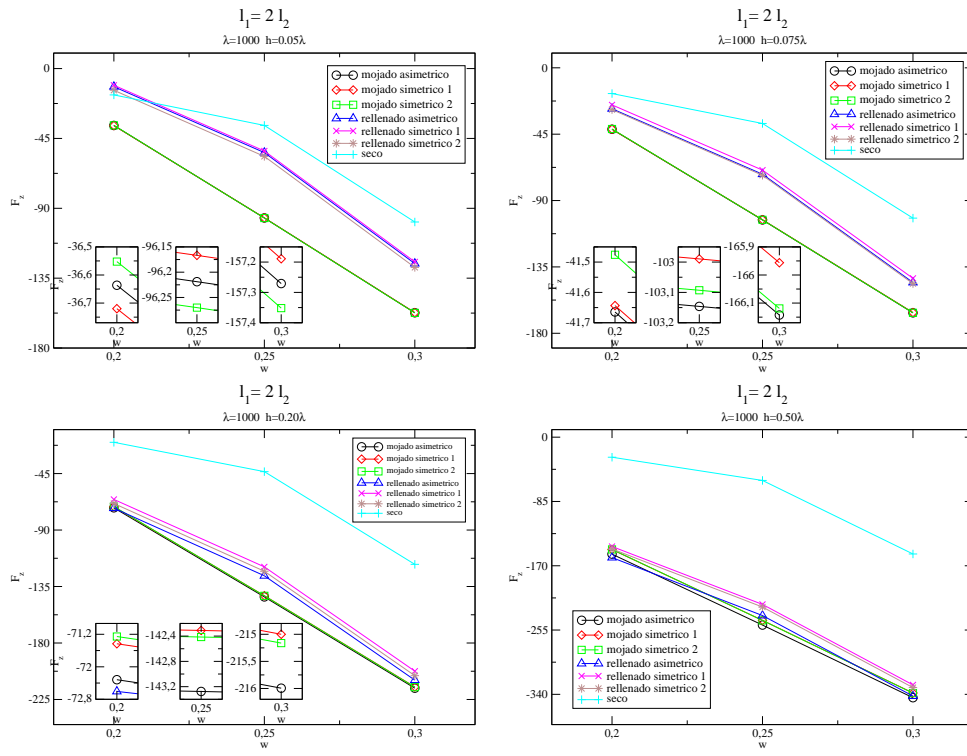 l1= 2 l2
λ=1000 h=0.05λ
0
-45
-90
-135
-180
F_z
0,2
0,25
0,3
w
mojado asimetrico
mojado simetrico 1
mojado simetrico 2
rellenado asimetrico
rellenado simetrico 1
rellenado simetrico 2
seco
-36,5
-36,6
-36,7
F_z
0,2
w
-96,15
-96,2
-96,25
0,25
w
-157,2
-157,3
-157,4
0,3
w
l1= 2 l2
λ=1000 h=0.075λ
0
-45
-90
-135
-180
F_z
0,2
0,25
0,3
w
mojado asimetrico
mojado simetrico 1
mojado simetrico 2
rellenado asimetrico
rellenado simetrico 1
rellenado simetrico 2
seco
-41,5
-41,6
-41,7
F_z
0,2
w
-103
-103,1
-103,2
0,25
w
-165,9
-166
-166,1
0,3
w
l1= 2 l2
λ=1000 h=0.20λ
-45
-90
-135
-180
-225
F_z
0,2
0,25
0,3
w
mojado asimetrico
mojado simetrico 1
mojado simetrico 2
rellenado asimetrico
rellenado simetrico 1
rellenado simetrico 2
seco
-71,2
-72
-72,8
F_z
0,2
w
-142,4
-142,8
-143,2
0,25
w
-215
-215,5
-216
0,3
w
l1= 2 l2
λ=1000 h=0.50λ
0
-85
-170
-255
-340
F_z
0,2
0,25
0,3
w
mojado asimetrico
mojado simetrico 1
mojado simetrico 2
rellenado asimetrico
rellenado simetrico 1
rellenado simetrico 2
seco